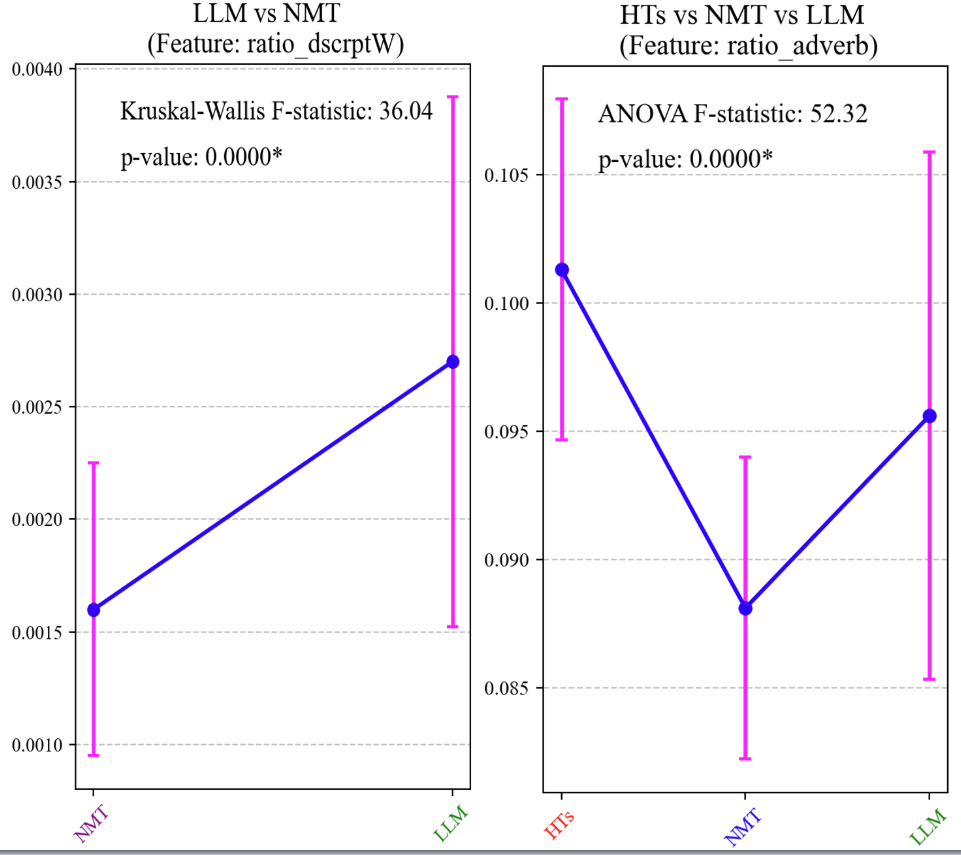 LLM vs NMT
(Feature: ratio_dscrptW)
Kruskal-Wallis F-statistic: 36.04
p-value: 0.0000*
0.0040
0.0035
0.0030
0.0025
0.0020
0.0015
0.0010
NMT
LLM
HTs vs NMT vs LLM
(Feature: ratio_adverb)
ANOVA F-statistic: 52.32
p-value: 0.0000*
0.105
0.100
0.095
0.090
0.085
HTs
NMT
LLM